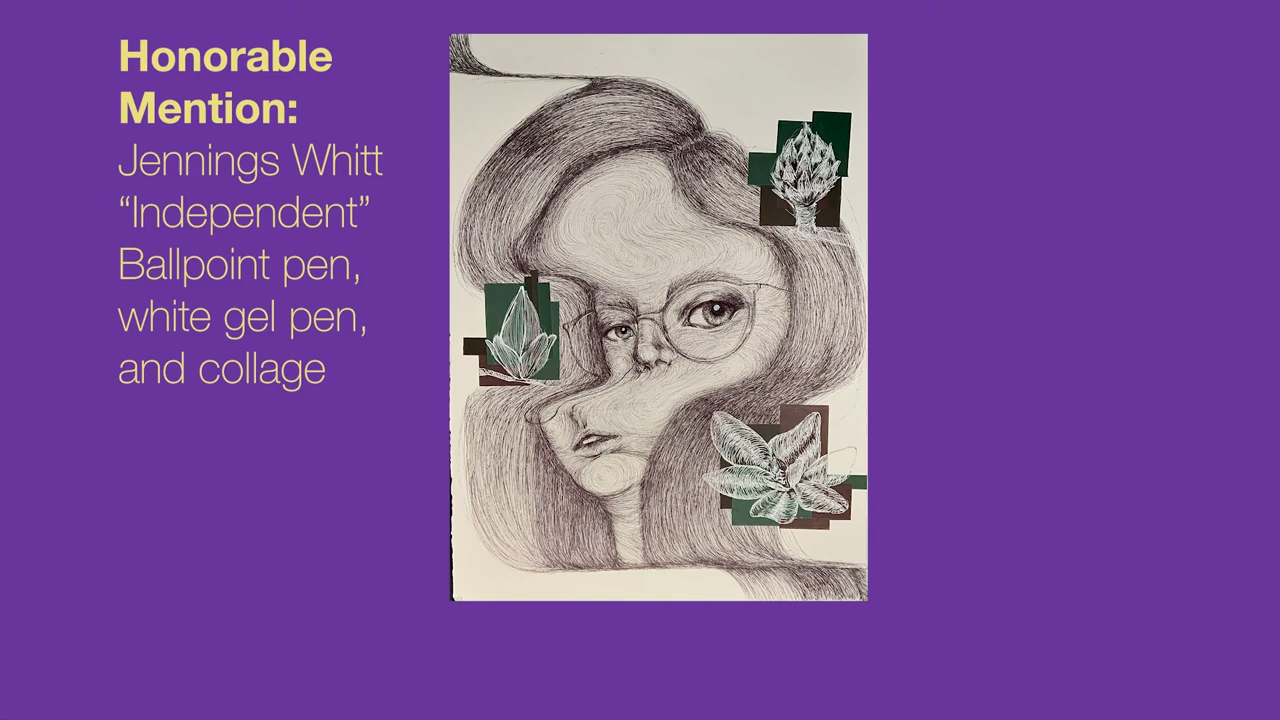 Honorable
Mention:
Jennings Whitt
“Independent”
Ballpoint pen,
white gel pen,
and collage